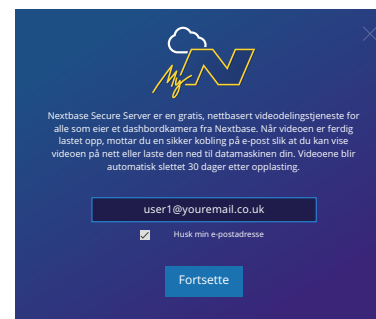 My N
Nextbase Secure Server er en gratis, nettbasert videodelingstjeneste for
alle som eier et dashbordkamera fra Nextbase. Når videoen er ferdig
lastet opp, mottar du en sikker kobling på e-post slik at du kan vise
videoen på nett eller laste den ned til datamaskinen din. Videoene blir
automatisk slettet 30 dager etter opplasting.
user1@youremail.co.uk
Husk min e-postadresse
Fortsette